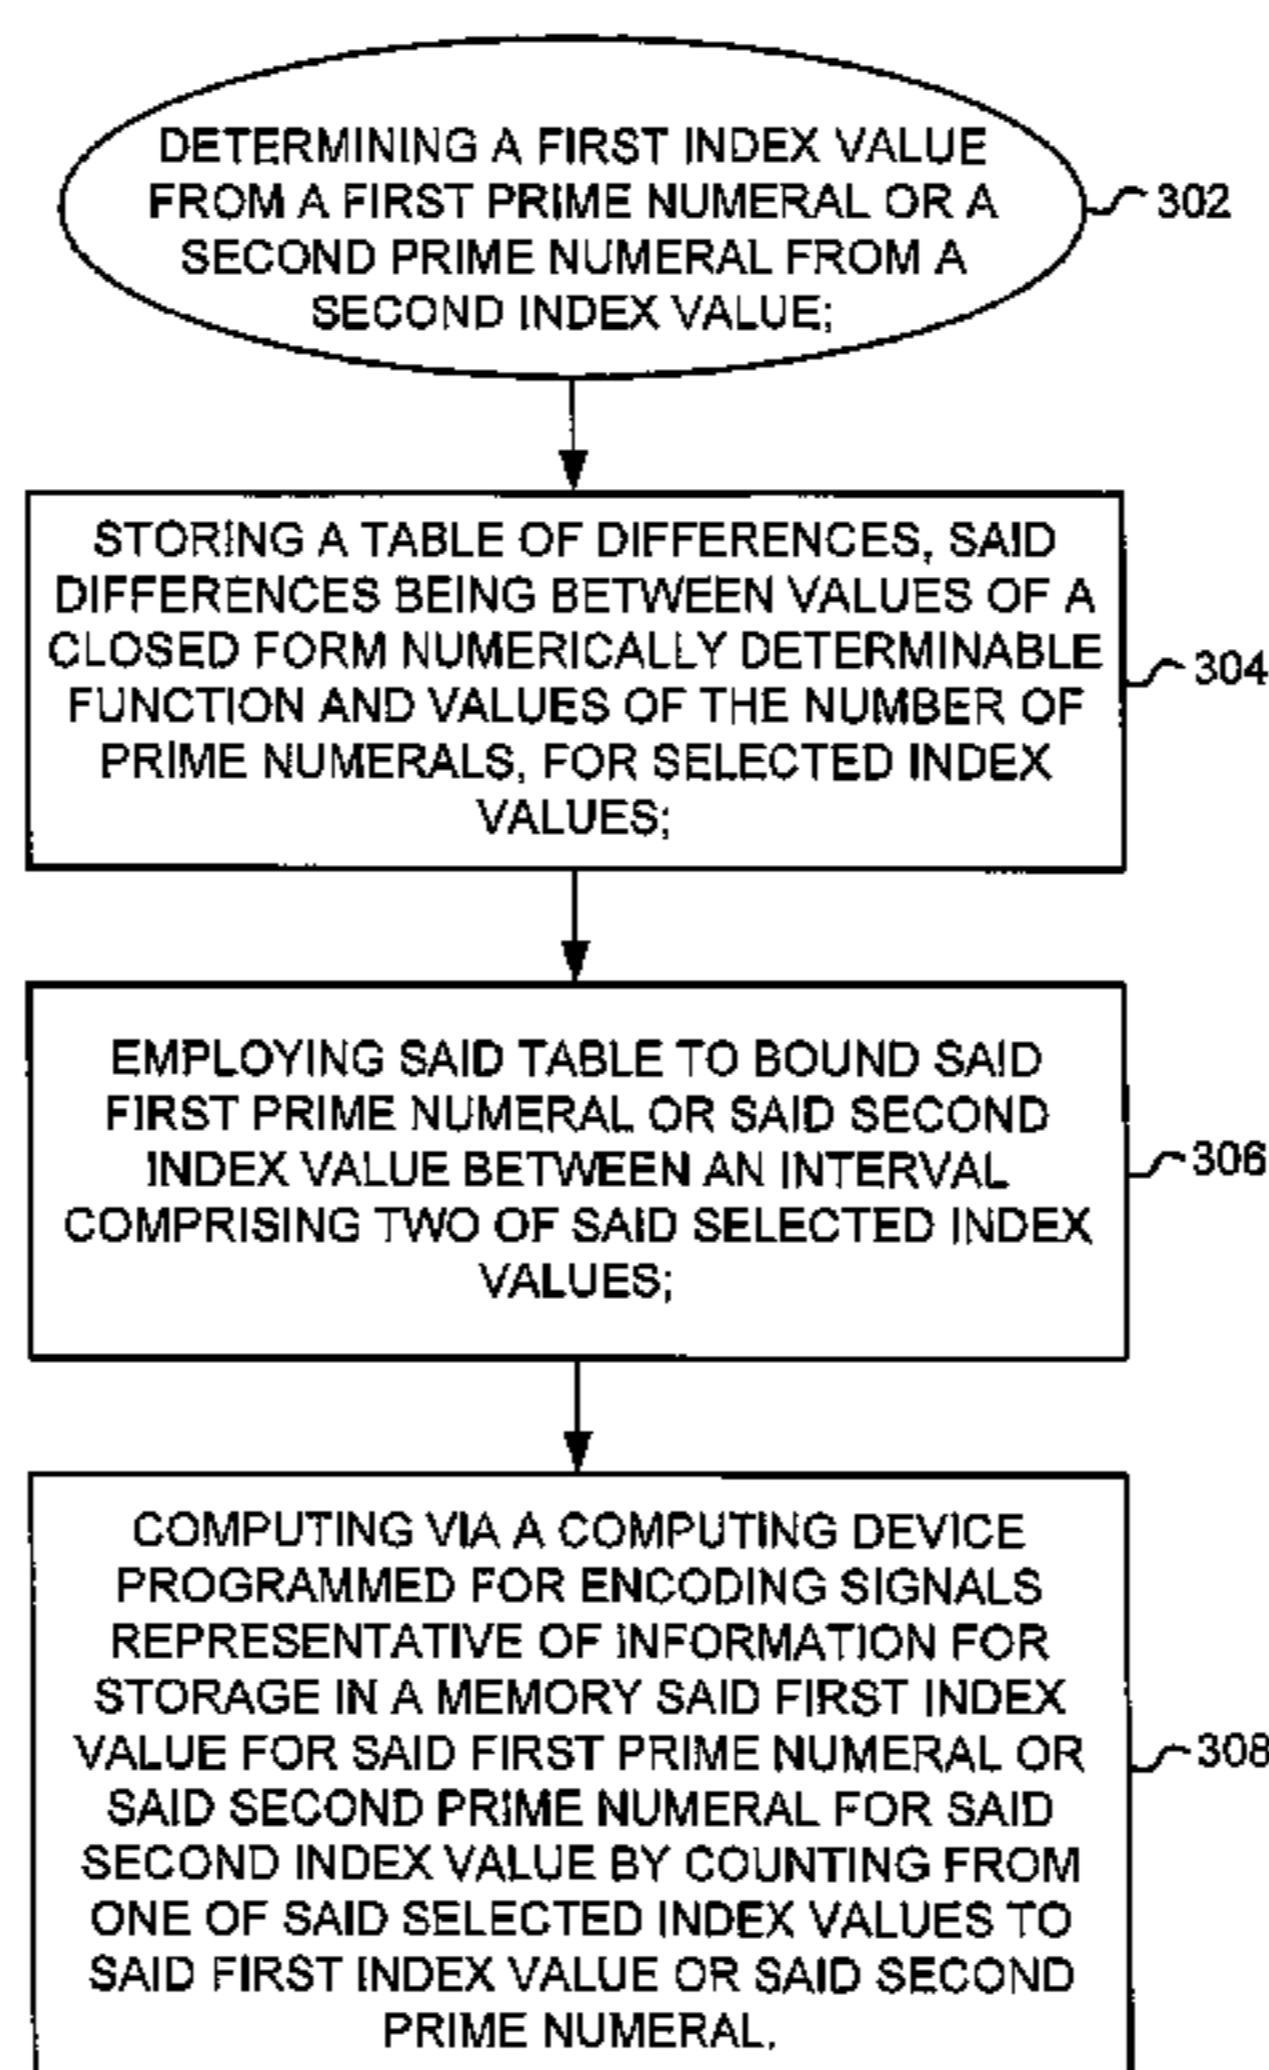 DETERMINING A FIRST INDEX VALUE
FROM A FIRST PRIME NUMERAL OR A
SECOND PRIME NUMERAL FROM A
SECOND INDEX VALUE;
302
STORING A TABLE OF DIFFERENCES, SAID
DIFFERENCES BEING BETWEEN VALUES OF A
CLOSED FORM NUMERICALLY DETERMINABLE
FUNCTION AND VALUES OF THE NUMBER OF
PRIME NUMERALS, FOR SELECTED INDEX
VALUES;
304
EMPLOYING SAID TABLE TO BOUND SAID
FIRST PRIME NUMERAL OR SAID SECOND
INDEX VALUE BETWEEN AN INTERVAL
COMPRISING TWO OF SAID SELECTED INDEX
VALUES;
306
COMPUTING VIA A COMPUTING DEVICE
PROGRAMMED FOR ENCODING SIGNALS
REPRESENTATIVE OF INFORMATION FOR
STORAGE IN A MEMORY SAID FIRST INDEX
VALUE FOR SAID FIRST PRIME NUMERAL OR
SAID SECOND PRIME NUMERAL FOR SAID
SECOND INDEX VALUE BY COUNTING FROM
ONE OF SAID SELECTED INDEX VALUES TO
SAID FIRST INDEX VALUE OR SAID SECOND
PRIME NUMERAL.
308